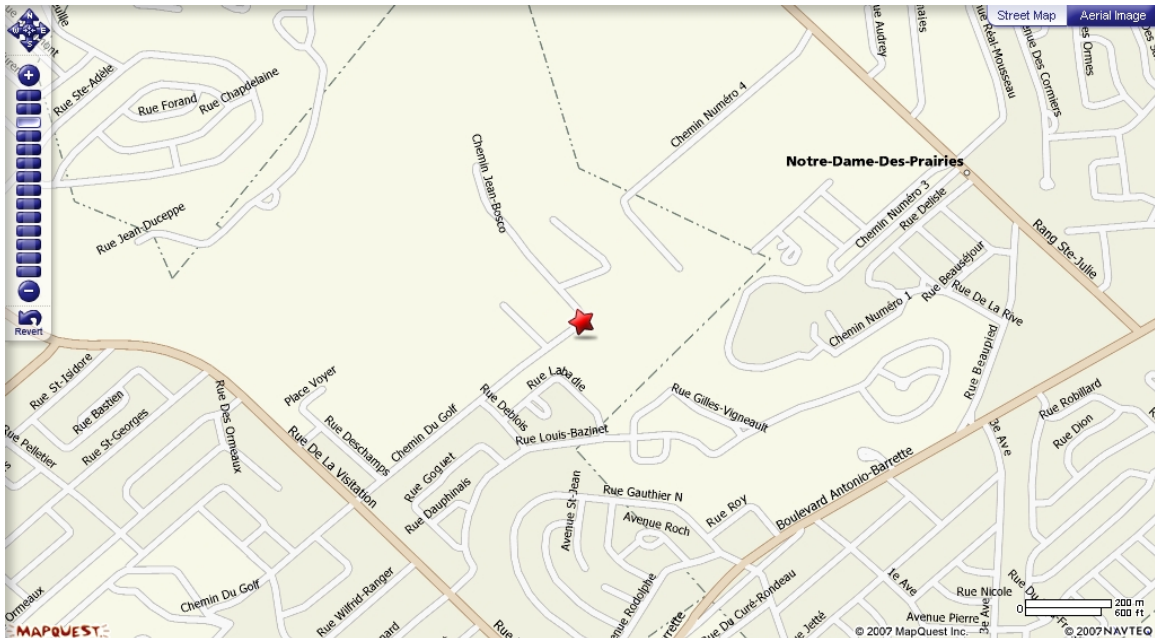 Street Map
Aerial Image
N
W
E
S
Revert
Rue Ste-Adèle
Rue Forand
Rue Chapdelaine
Rue Jean-Duceppe
Chemin Jean-Bosco
Chemin Numéro 4
Rue Audrey
Rue Réal-Mousseau
Avenue Des Cormiers
Notre-Dame-Des-Prairies
Chemin Numéro 3
Rue Delisle
Rang Ste-Julie
Rue Beauséjour
Rue De La Rive
Chemin Numéro 1
Rue Beaupied
Rue St-Isidore
Rue Bastien
Rue St-Georges
Rue Pelletier
Rue Des Ormeaux
Place Voyer
Rue Deschamps
Rue De La Visitation
Chemin Du Golf
Rue Deblois
Rue Labadie
Rue Louis-Bazinet
Rue Gilles-Vigneault
Rue Goguet
Rue Dauphinais
Avenue St-Jean
Rue Gauthier N
Avenue Roch
Rue Roy
Boulevard Antonio-Barrette
3e Ave
Rue Robillard
Rue Dion
Avenue Rodolphe
Rue Du Curé-Rondeau
Rue Jetté
1e Ave
Rue Nicole
Avenue Pierre
3e Ave
Chemin Du Golf
Rue Wilfrid-Ranger
Ormeaux
0
200 m
600 ft
MAPQUEST
© 2007 MapQuest Inc.
© 2007 NAVTEQ